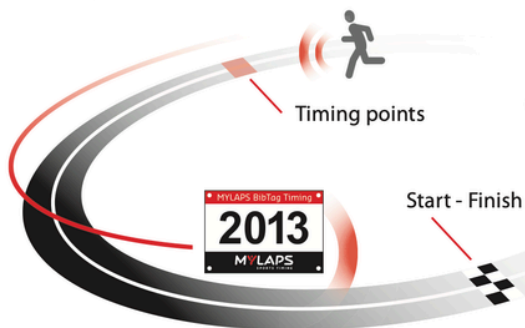 Timing points
MYLAPS BibTag Timing
2013
MYLAPS
SPORTS TIMING
Start - Finish